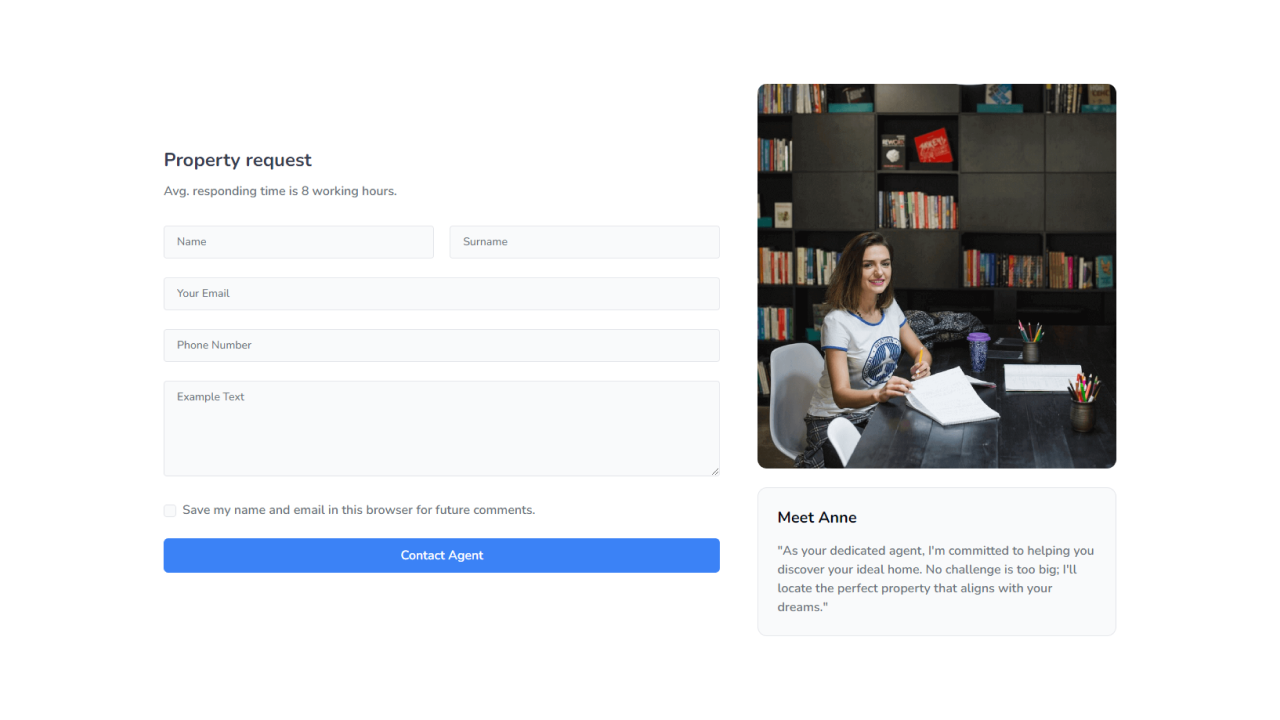 Property request
Avg. responding time is 8 working hours.
Name
Surname
Your Email
Phone Number
Example Text
Save my name and email in this browser for future comments.
Contact Agent
Meet Anne
"As your dedicated agent, I'm committed to helping you
discover your ideal home. No challenge is too big; I'll
locate the perfect property that aligns with your
dreams."